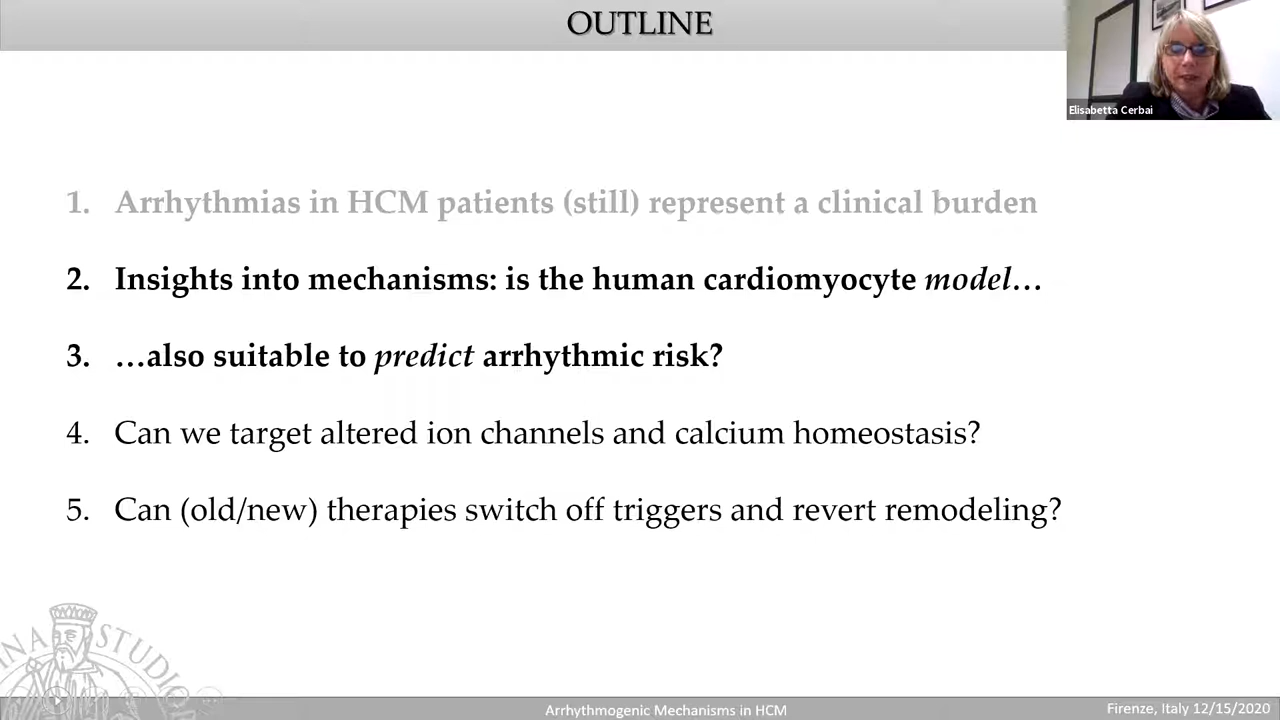 OUTLINE
Elisabetta Cerbai
1. Arrhythmias in HCM patients (still) represent a clinical burden
2. Insights into mechanisms: is the human cardiomyocyte model…
3. …also suitable to predict arrhythmic risk?
4. Can we target altered ion channels and calcium homeostasis?
5. Can (old/new) therapies switch off triggers and revert remodeling?
INA STUDIO
Arrhythmogenic Mechanisms in HCM
Firenze, Italy 12/15/2020